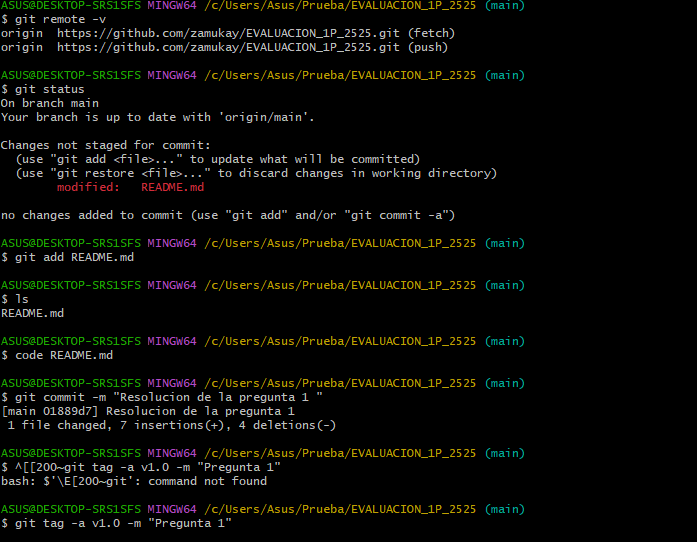 ASUS@DESKTOP-SRS1SFS MINGW64 /c/Users/Asus/Prueba/EVALUACION_1P_2525 (main)
$ git remote -v
origin  https://github.com/zamukay/EVALUACION_1P_2525.git (fetch)
origin  https://github.com/zamukay/EVALUACION_1P_2525.git (push)

ASUS@DESKTOP-SRS1SFS MINGW64 /c/Users/Asus/Prueba/EVALUACION_1P_2525 (main)
$ git status
On branch main
Your branch is up to date with 'origin/main'.

Changes not staged for commit:
  (use "git add <file>..." to update what will be committed)
  (use "git restore <file>..." to discard changes in working directory)
        modified:   README.md

no changes added to commit (use "git add" and/or "git commit -a")

ASUS@DESKTOP-SRS1SFS MINGW64 /c/Users/Asus/Prueba/EVALUACION_1P_2525 (main)
$ git add README.md

ASUS@DESKTOP-SRS1SFS MINGW64 /c/Users/Asus/Prueba/EVALUACION_1P_2525 (main)
$ ls
README.md

ASUS@DESKTOP-SRS1SFS MINGW64 /c/Users/Asus/Prueba/EVALUACION_1P_2525 (main)
$ code README.md

ASUS@DESKTOP-SRS1SFS MINGW64 /c/Users/Asus/Prueba/EVALUACION_1P_2525 (main)
$ git commit -m "Resolucion de la pregunta 1 "
[main 01889d7] Resolucion de la pregunta 1
 1 file changed, 7 insertions(+), 4 deletions(-)

ASUS@DESKTOP-SRS1SFS MINGW64 /c/Users/Asus/Prueba/EVALUACION_1P_2525 (main)
$ ^[[200~git tag -a v1.0 -m "Pregunta 1"
bash: $'\E[200~git': command not found

ASUS@DESKTOP-SRS1SFS MINGW64 /c/Users/Asus/Prueba/EVALUACION_1P_2525 (main)
$ git tag -a v1.0 -m "Pregunta 1"